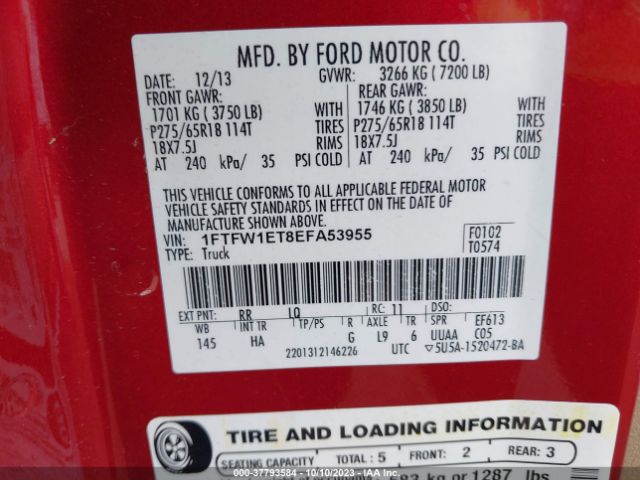 MFD. BY FORD MOTOR CO.
DATE: 12/13 GVWR: 3266 KG ( 7200 LB)
FRONT GAWR: REAR GAWR:
1701 KG ( 3750 LB) WITH 1746 KG ( 3850 LB) WITH
P275/65R18 114T TIRES P275/65R18 114T TIRES
18X7.5J RIMS 18X7.5J RIMS
AT 240 kPa/ 35 PSI COLD AT 240 kPa/ 35 PSI COLD
THIS VEHICLE CONFORMS TO ALL APPLICABLE FEDERAL MOTOR
VEHICLE SAFETY STANDARDS IN EFFECT ON THE DATE OF
MANUFACTURE SHOWN ABOVE.
VIN: 1FTFW1ET8EFA53955 F0102
TYPE: Truck T0574
EXT PNT: RR LQ RC: 11 DSO:
WB INT TR TP/PS R AXLE TR SPR EF613
145 HA G L9 6 UUAA C05
2201312146226 UTC ▽5U5A-1520472-BA
TIRE AND LOADING INFORMATION
SEATING CAPACITY TOTAL: 5 FRONT: 2 REAR: 3
kg or 1287 lbs
COPART: 37793584 - 10/10/2023 - IAA Inc.